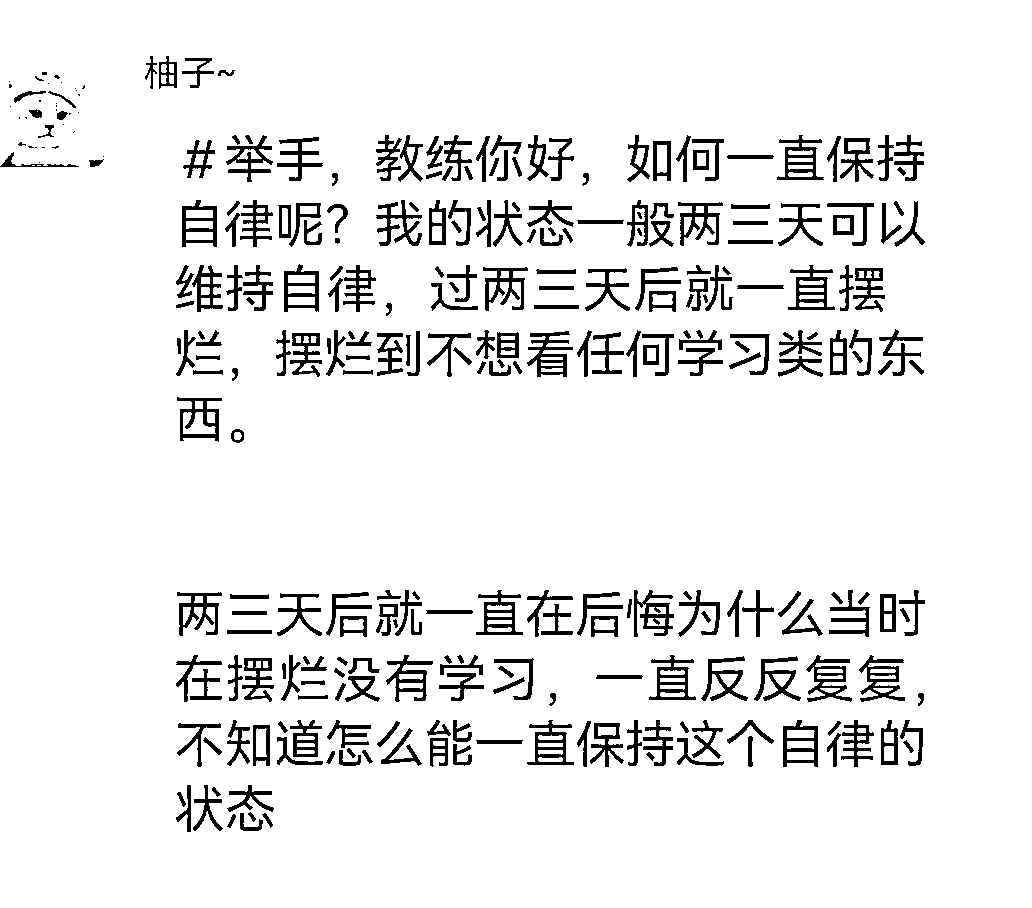 柚子~
#举手，教练你好，如何一直保持
自律呢？我的状态一般两三天可以
维持自律，过两三天后就一直摆
烂，摆烂到不想看任何学习类的东
西。
两三天后就一直在后悔为什么当时
在摆烂没有学习，一直反反复复，
不知道怎么能一直保持这个自律的
状态